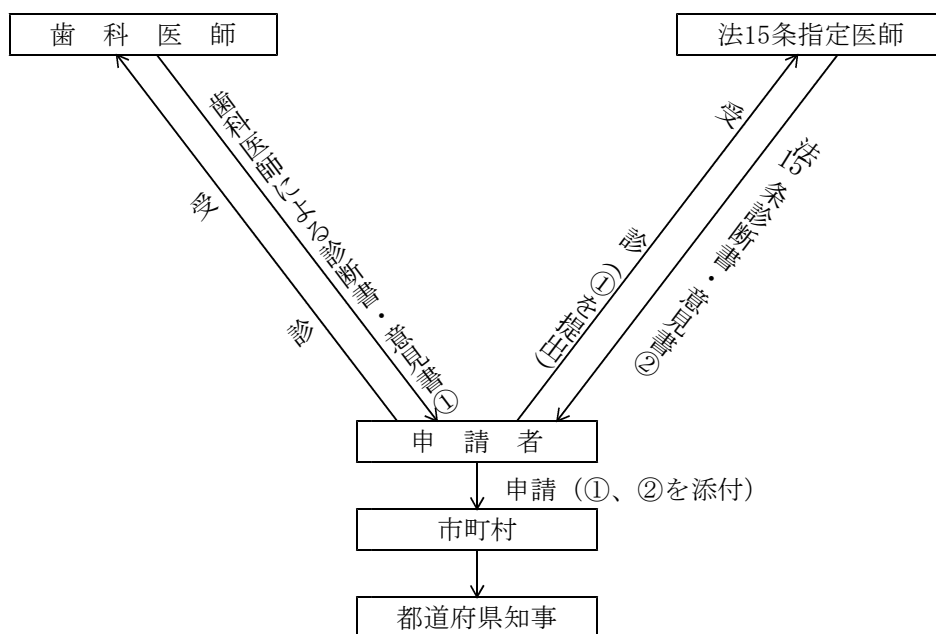 歯科医師
法15条指定医師
受診
歯科医師による診断書・意見書①
受診(①を提出)
法15条診断書・意見書②
申請者
申請（①、②を添付）
市町村
都道府県知事